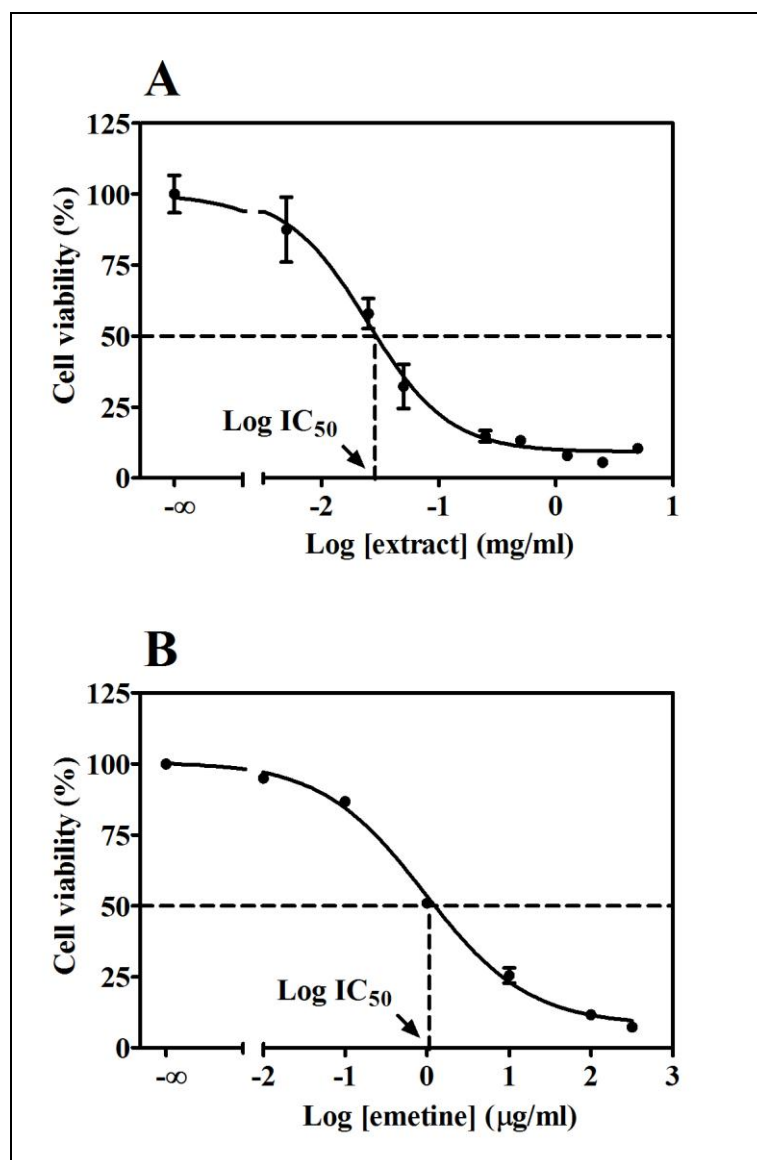 A
125
100
75
50
25
0
Cell viability (%)
Log IC50
-∞ -2 -1 0 1
Log [extract] (mg/ml)
B
125
100
75
50
25
0
Cell viability (%)
Log IC50
-∞ -2 -1 0 1 2 3
Log [emetine] (μg/ml)